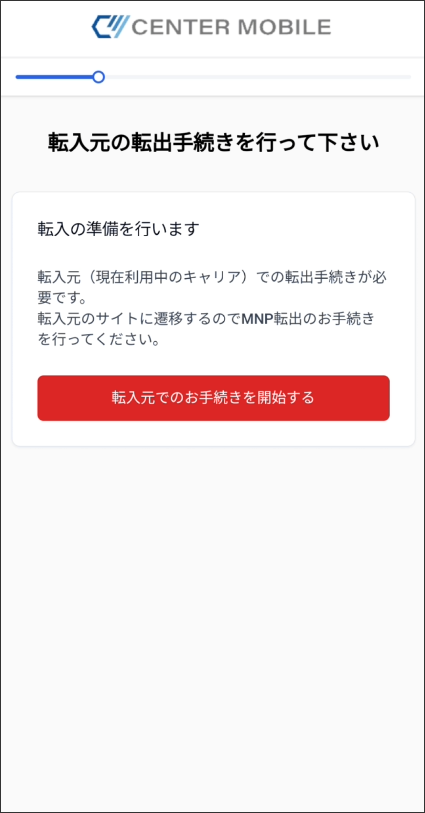 CENTER MOBILE
転入元の転出手続きを行って下さい
転入の準備を行います
転入元（現在利用中のキャリア）での転出手続きが必
要です。
転入元のサイトに遷移するのでMNP転出のお手続き
を行ってください。
転入元でのお手続きを開始する